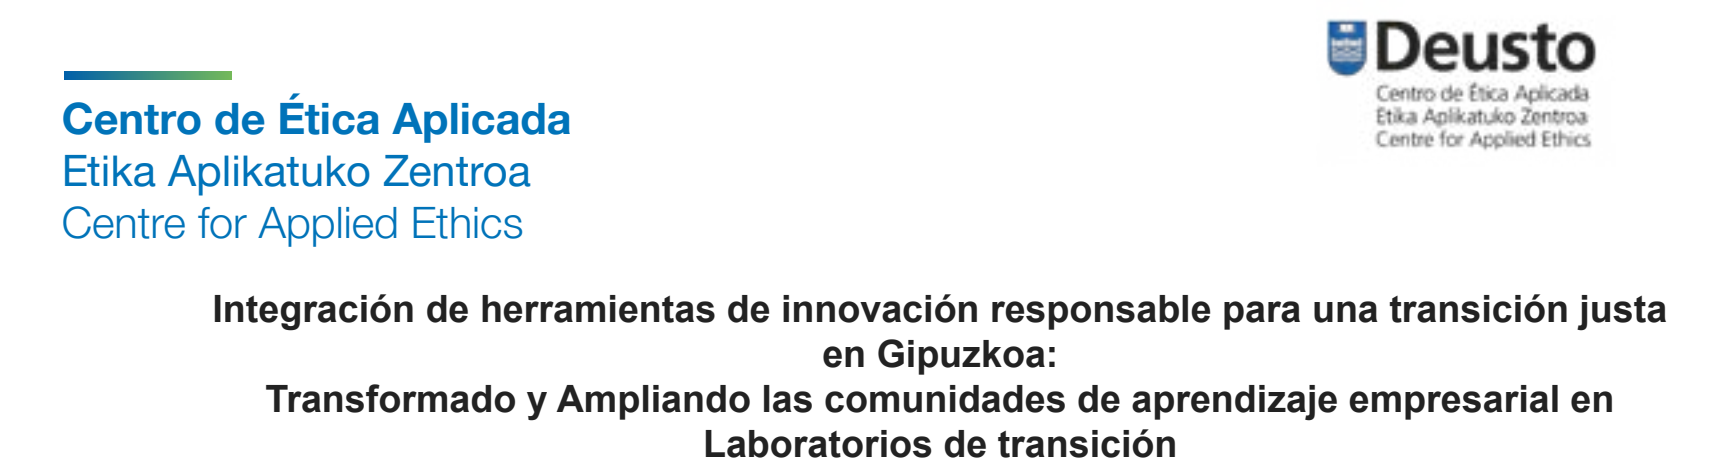 Centro de Ética Aplicada
Etika Aplikatuko Zentroa
Centre for Applied Ethics
Deusto
Centro de Ética Aplicada
Etika Aplikatuko Zentroa
Centre for Applied Ethics
Integración de herramientas de innovación responsable para una transición justa
en Gipuzkoa:
Transformado y Ampliando las comunidades de aprendizaje empresarial en
Laboratorios de transición